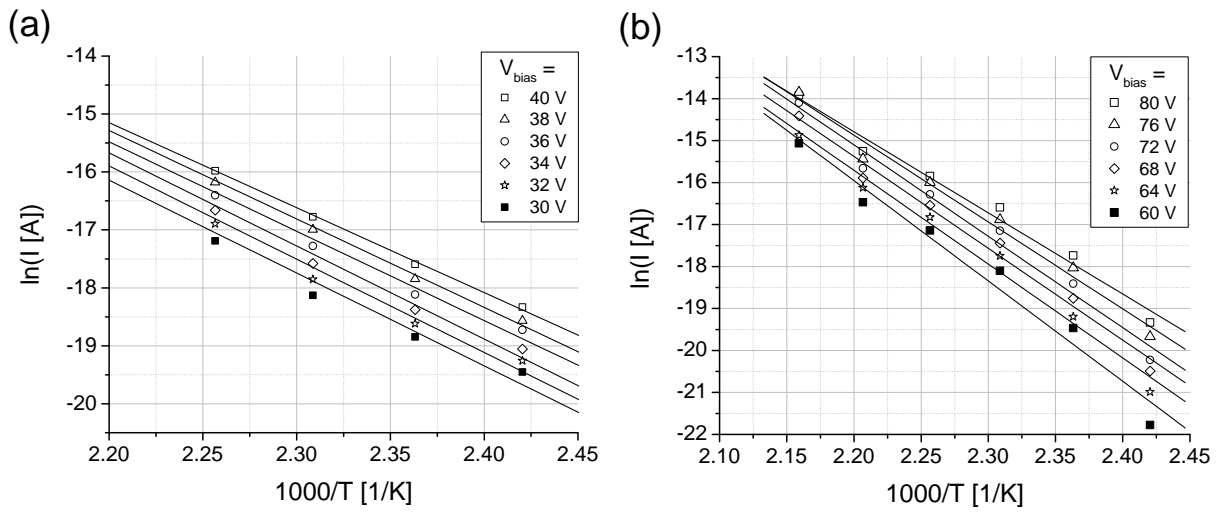 (a)
-14
-15
-16
-17
-18
-19
-20
ln(I [A])
2.20
2.25
2.30
2.35
2.40
2.45
1000/T [1/K]
V_bias =
40 V
38 V
36 V
34 V
32 V
30 V
(b)
-13
-14
-15
-16
-17
-18
-19
-20
-21
-22
ln(I [A])
2.10
2.15
2.20
2.25
2.30
2.35
2.40
2.45
1000/T [1/K]
V_bias =
80 V
76 V
72 V
68 V
64 V
60 V